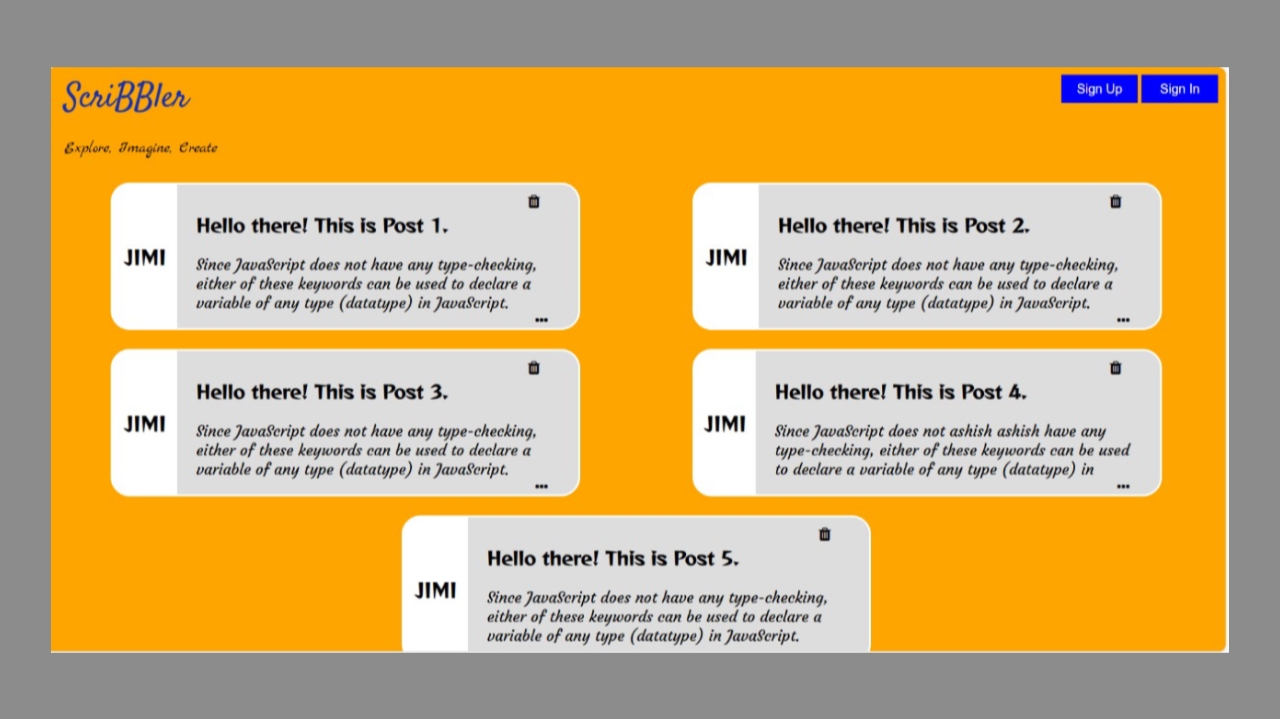 ScriBBler
Sign Up
Sign In
Explore, Imagine, Create
JIMI
Hello there! This is Post 1.
Since JavaScript does not have any type-checking,
either of these keywords can be used to declare a
variable of any type (datatype) in JavaScript.
...
JIMI
Hello there! This is Post 2.
Since JavaScript does not have any type-checking,
either of these keywords can be used to declare a
variable of any type (datatype) in JavaScript.
...
JIMI
Hello there! This is Post 3.
Since JavaScript does not have any type-checking,
either of these keywords can be used to declare a
variable of any type (datatype) in JavaScript.
...
JIMI
Hello there! This is Post 4.
Since JavaScript does not ashish ashish have any
type-checking, either of these keywords can be used
to declare a variable of any type (datatype) in
...
JIMI
Hello there! This is Post 5.
Since JavaScript does not have any type-checking,
either of these keywords can be used to declare a
variable of any type (datatype) in JavaScript.